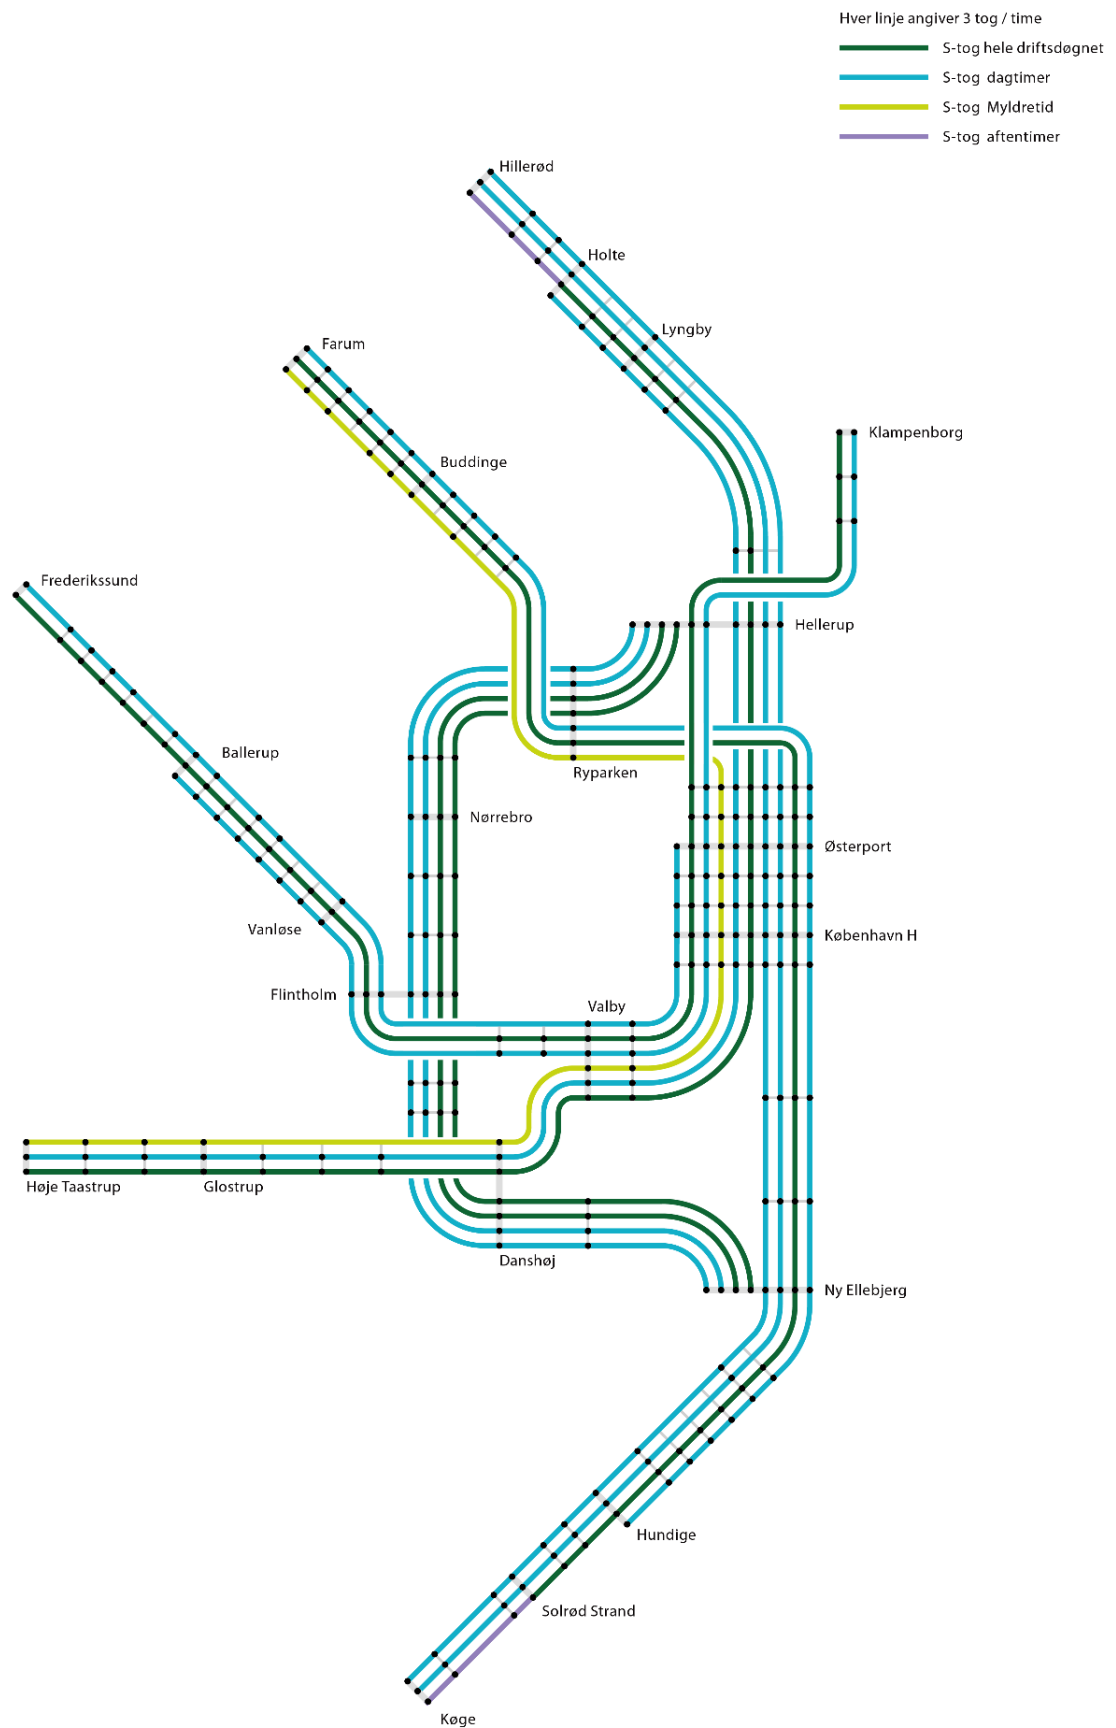 Hver linje angiver 3 tog / time
S-tog hele driftsdøgnet
S-tog dagtimer
S-tog Myldretid
S-tog aftentimer
Hillerød
Holte
Lyngby
Farum
Klampenborg
Buddinge
Frederikssund
Hellerup
Ballerup
Ryparken
Nørrebro
Østerport
Vanløse
København H
Flintholm
Valby
Høje Taastrup
Glostrup
Danshøj
Ny Ellebjerg
Hundige
Solrød Strand
Køge